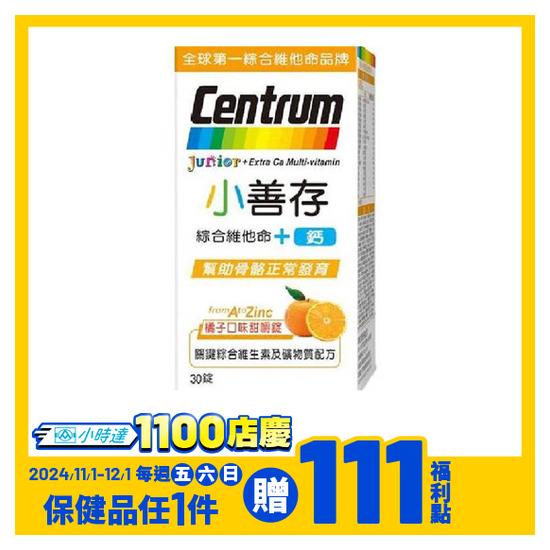 全球第一綜合維他命品牌
Centrum
Junior + Extra Ca Multi-vitamin
小善存
綜合維他命+鈣
幫助骨骼正常發育
from A to Zinc
橘子口味甜嚼錠
關鍵綜合維生素及礦物質配方
30錠
小時達 1100店慶
2024/11/1-12/1 每週五六日
保健品任1件 贈 111 福利點